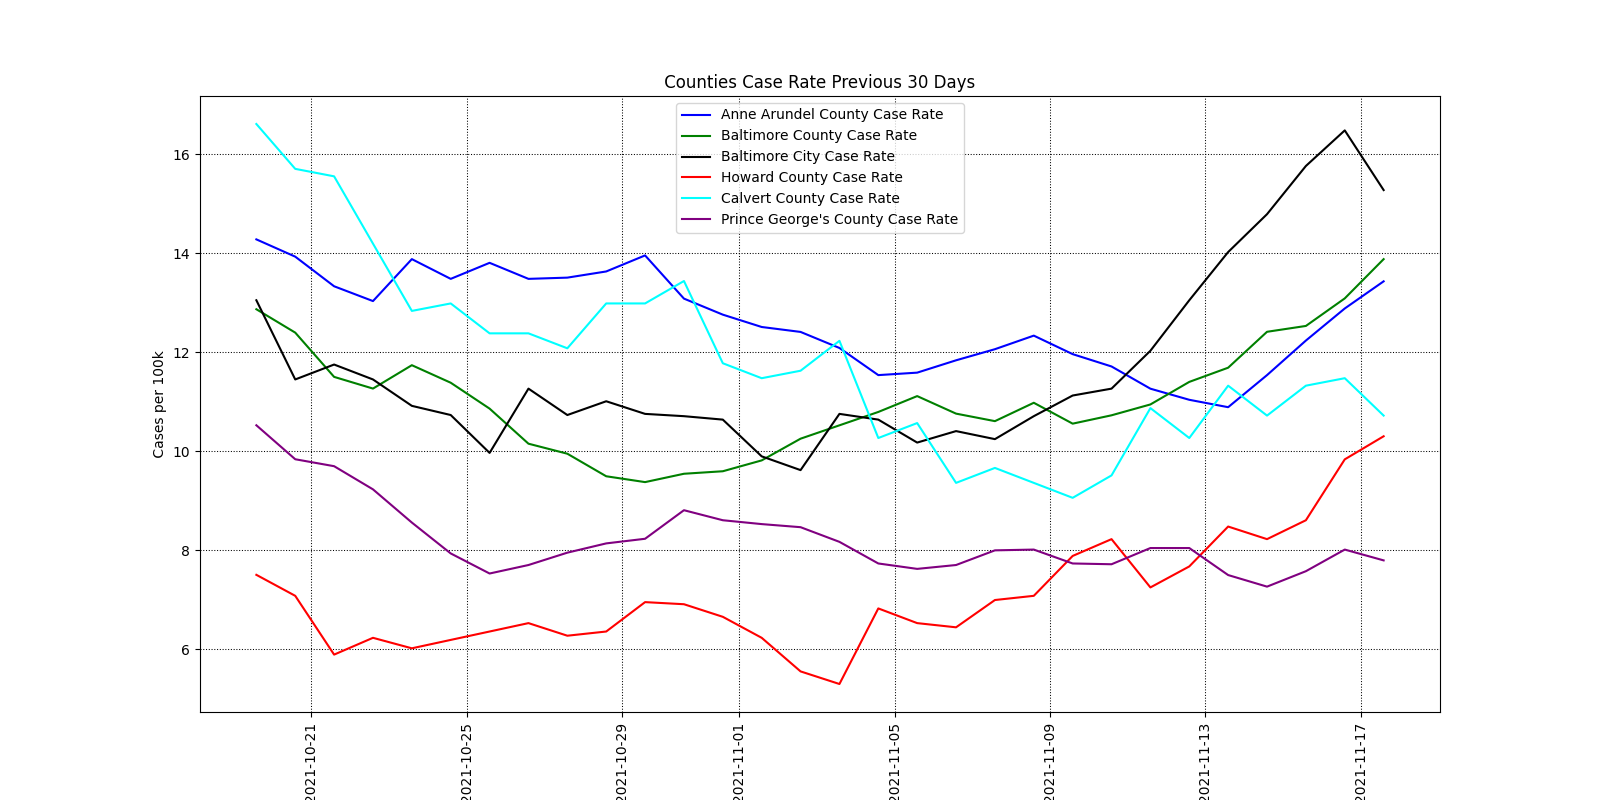 Counties Case Rate Previous 30 Days
Anne Arundel County Case Rate
Baltimore County Case Rate
Baltimore City Case Rate
Howard County Case Rate
Calvert County Case Rate
Prince George's County Case Rate
Cases per 100k
16
14
12
10
8
6
2021-10-21
2021-10-25
2021-10-29
2021-11-01
2021-11-05
2021-11-09
2021-11-13
2021-11-17